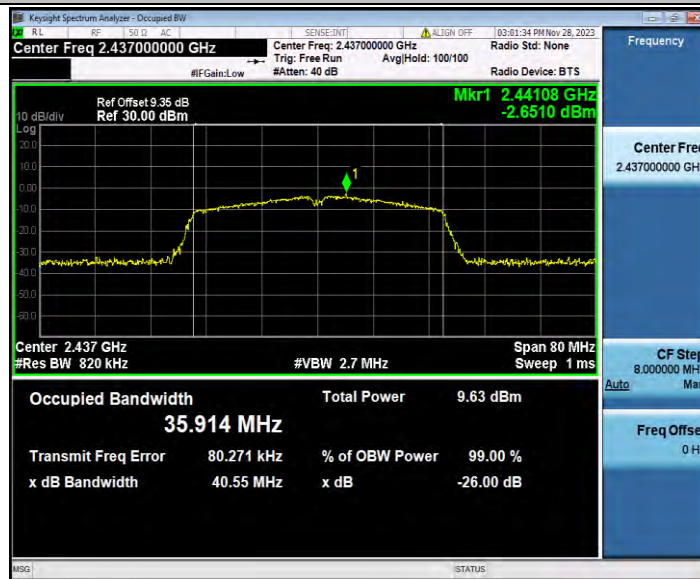 Keysight Spectrum Analyzer - Occupied BW
RL RF 50 Ω AC SENSE:INT ALIGN OFF 03:01:34 PM Nov 28, 2023
Center Freq 2.437000000 GHz Center Freq: 2.437000000 GHz Radio Std: None
Trig: Free Run Avg|Hold: 100/100
#IFGain:Low #Atten: 40 dB Radio Device: BTS
Ref Offset 9.35 dB Mkr1 2.44108 GHz
10 dB/div Ref 30.00 dBm -2.6510 dBm
Log
20.0
10.0
0.00
-10.0
-20.0
-30.0
-40.0
-50.0
-60.0
1
Center 2.437 GHz Span 80 MHz
#Res BW 820 kHz #VBW 2.7 MHz Sweep 1 ms
Occupied Bandwidth Total Power 9.63 dBm
35.914 MHz
Transmit Freq Error 80.271 kHz % of OBW Power 99.00 %
x dB Bandwidth 40.55 MHz x dB -26.00 dB
MSG STATUS
Frequency
Center Fre
2.437000000 GH
CF Ste
8.000000 MH
Auto Ma
Freq Offse
0 H